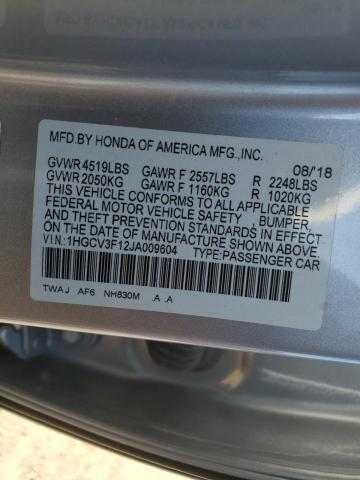 MFD.BY HONDA OF AMERICA MFG.,INC. 08/'18
GVWR 4519LBS GAWR F 2557LBS R 2248LBS
GVWR 2050KG GAWR F 1160KG R 1020KG
THIS VEHICLE CONFORMS TO ALL APPLICABLE
FEDERAL MOTOR VEHICLE SAFETY , BUMPER,
AND THEFT PREVENTION STANDARDS IN EFFECT
ON THE DATE OF MANUFACTURE SHOWN ABOVE.
V.I.N.:1HGCV3F12JA009604 TYPE:PASSENGER CAR
TWAJ AF6 NH830M .A .A